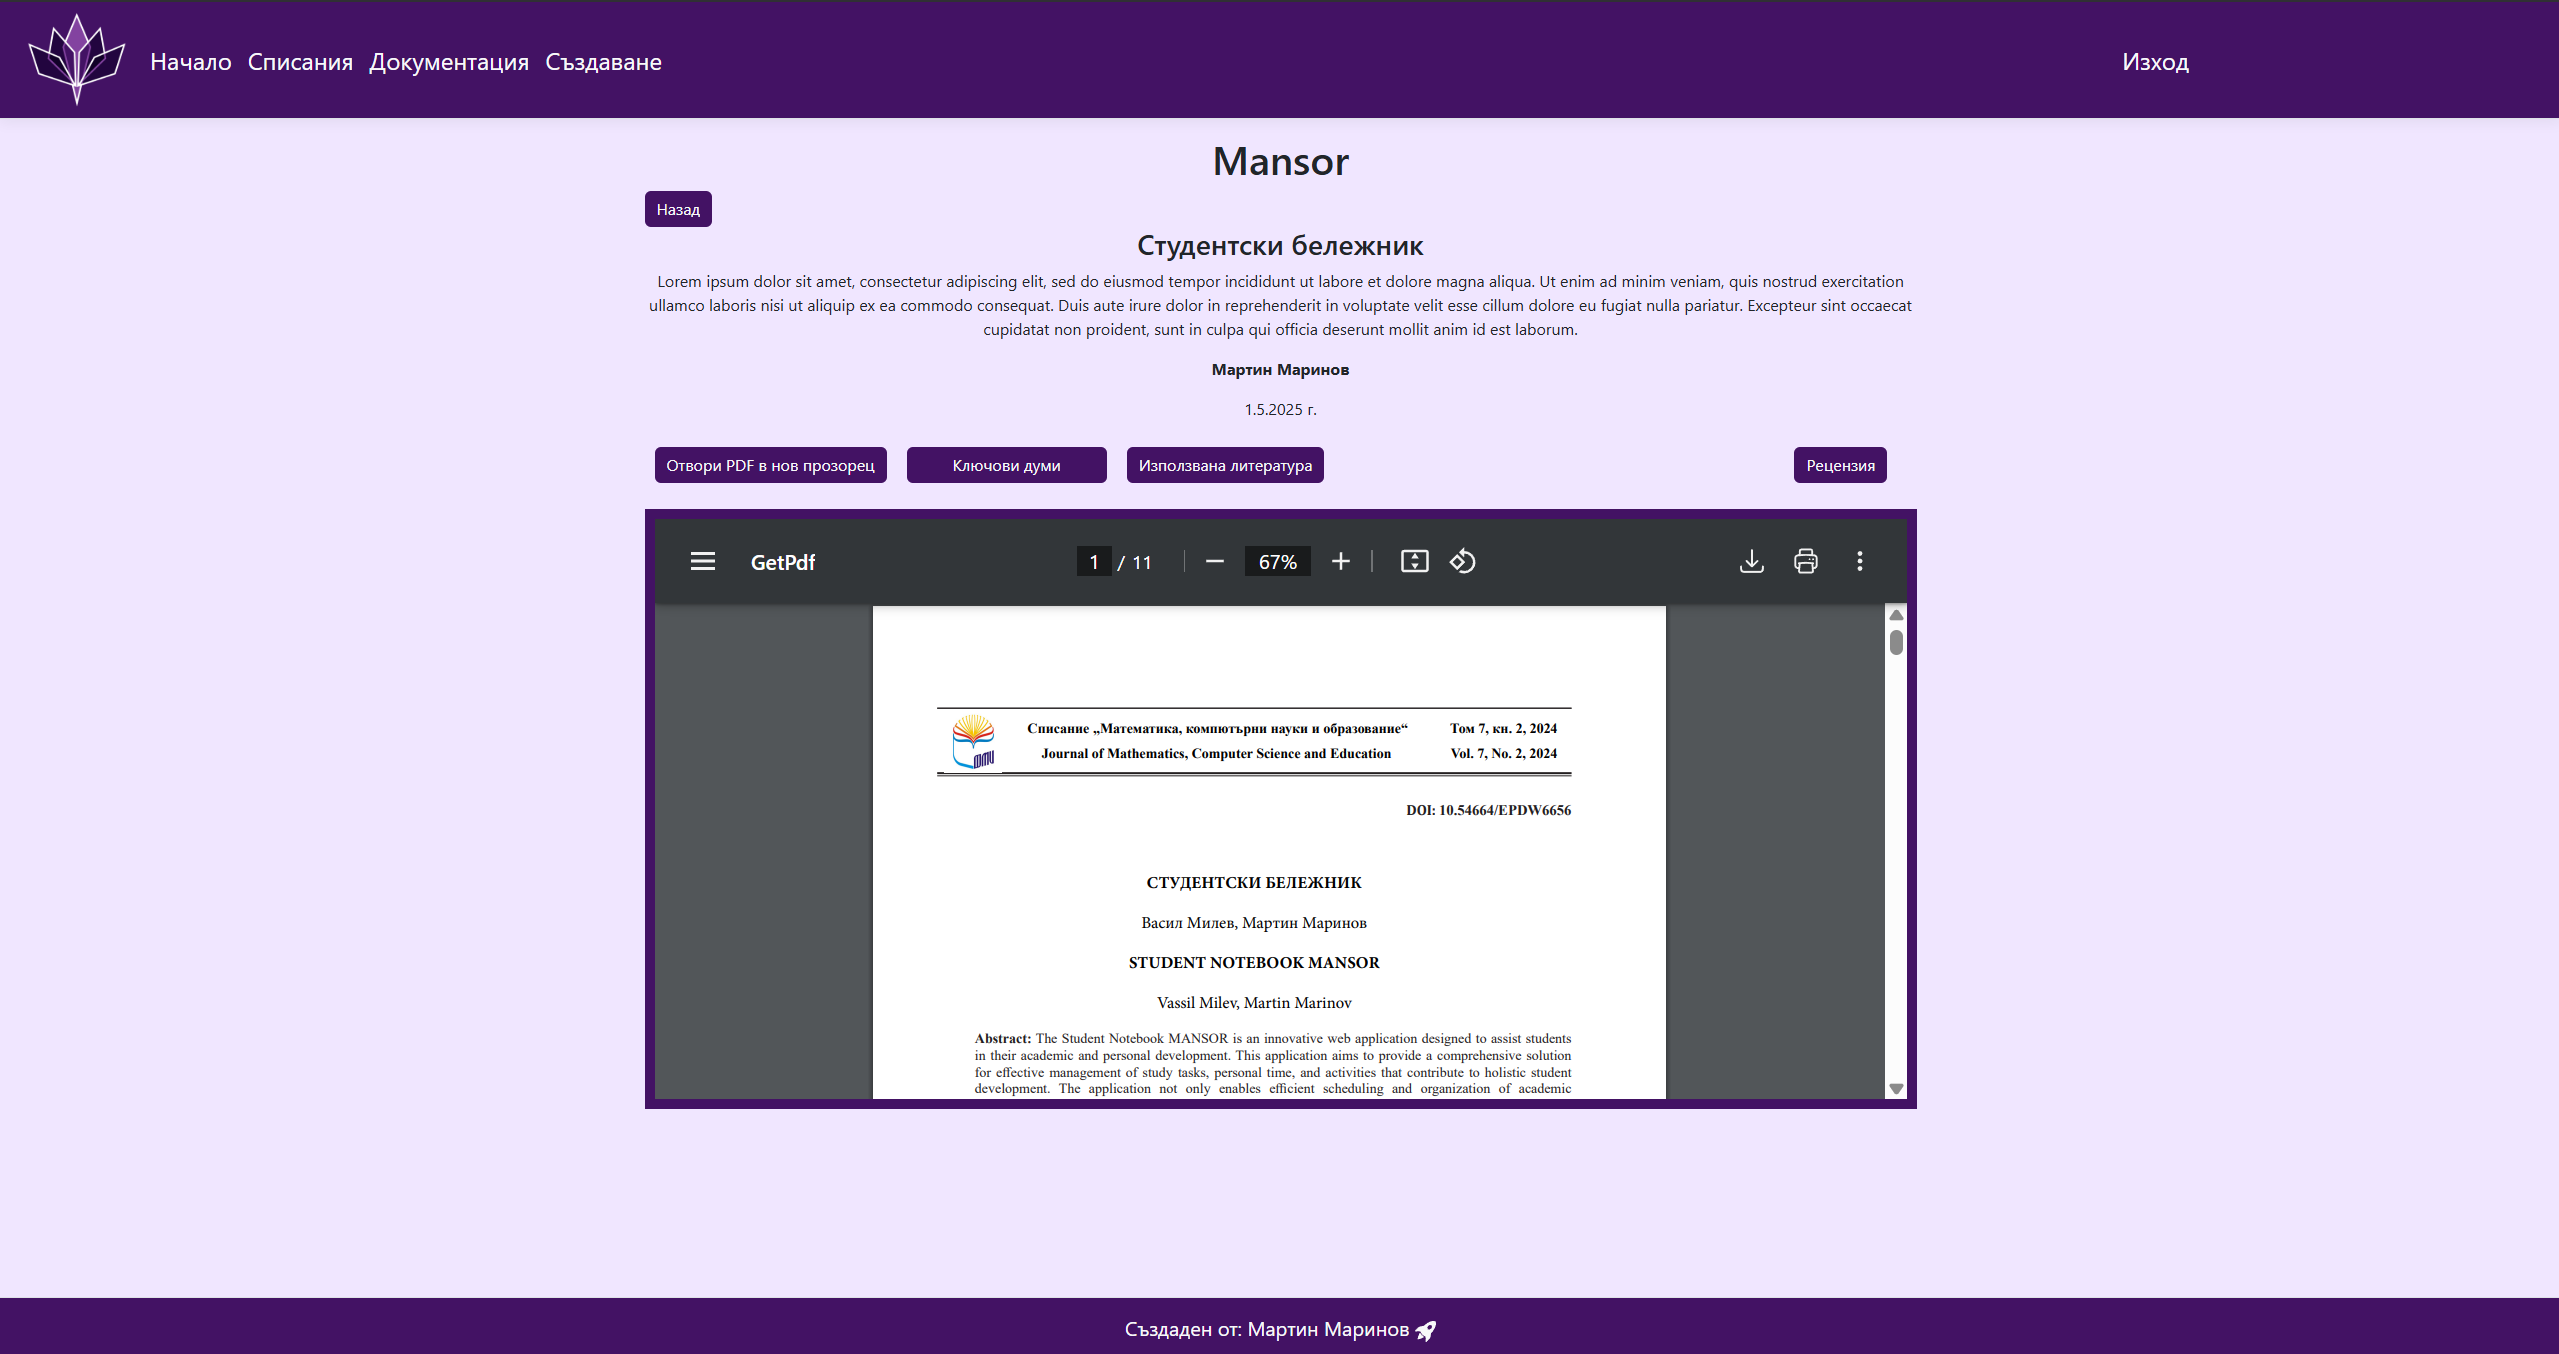 Начало Списания Документация Създаване Изход
Mansor
Назад
Студентски бележник
Lorem ipsum dolor sit amet, consectetur adipiscing elit, sed do eiusmod tempor incididunt ut labore et dolore magna aliqua. Ut enim ad minim veniam, quis nostrud exercitation
ullamco laboris nisi ut aliquip ex ea commodo consequat. Duis aute irure dolor in reprehenderit in voluptate velit esse cillum dolore eu fugiat nulla pariatur. Excepteur sint occaecat
cupidatat non proident, sunt in culpa qui officia deserunt mollit anim id est laborum.
Мартин Маринов
1.5.2025 г.
Отвори PDF в нов прозорец Ключови думи Използвана литература Рецензия
GetPdf 1 / 11 67%
Списание „Математика, компютърни науки и образование“ Том 7, кн. 2, 2024
Journal of Mathematics, Computer Science and Education Vol. 7, No. 2, 2024
DOI: 10.54664/EPDW6656
СТУДЕНТСКИ БЕЛЕЖНИК
Васил Милев, Мартин Маринов
STUDENT NOTEBOOK MANSOR
Vassil Milev, Martin Marinov
Abstract: The Student Notebook MANSOR is an innovative web application designed to assist students
in their academic and personal development. This application aims to provide a comprehensive solution
for effective management of study tasks, personal time, and activities that contribute to holistic student
development. The application not only enables efficient scheduling and organization of academic
Създаден от: Мартин Маринов